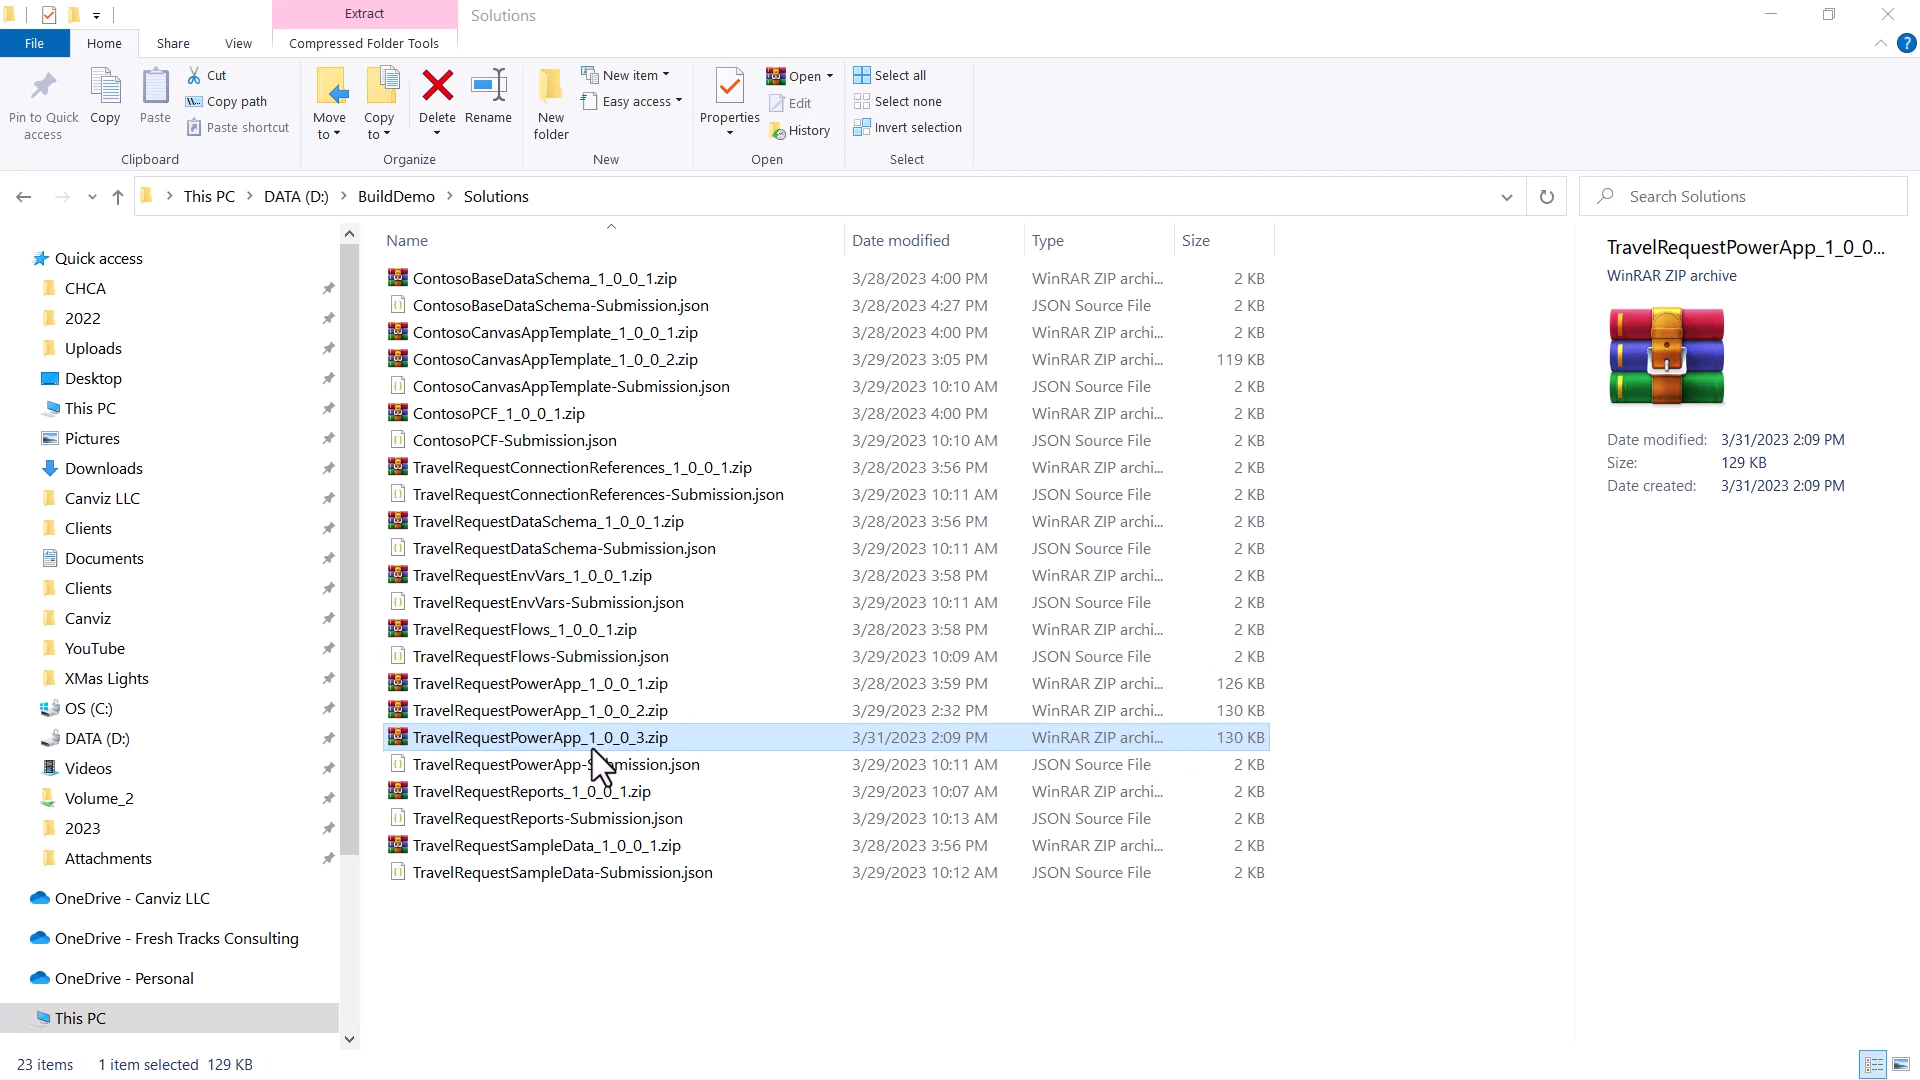 Extract
Solutions
File
Home
Share
View
Compressed Folder Tools
Pin to Quick access
Copy
Paste
Cut
Copy path
Paste shortcut
Clipboard
Move to
Copy to
Delete
Rename
Organize
New folder
New item
Easy access
New
Properties
Open
Edit
History
Open
Select all
Select none
Invert selection
Select
This PC > DATA (D:) > BuildDemo > Solutions
Search Solutions
Quick access
CHCA
2022
Uploads
Desktop
This PC
Pictures
Downloads
Canviz LLC
Clients
Documents
Clients
Canviz
YouTube
XMas Lights
OS (C:)
DATA (D:)
Videos
Volume_2
2023
Attachments
OneDrive - Canviz LLC
OneDrive - Fresh Tracks Consulting
OneDrive - Personal
This PC
Name Date modified Type Size
ContosoBaseDataSchema_1_0_0_1.zip 3/28/2023 4:00 PM WinRAR ZIP archi... 2 KB
ContosoBaseDataSchema-Submission.json 3/28/2023 4:27 PM JSON Source File 2 KB
ContosoCanvasAppTemplate_1_0_0_1.zip 3/28/2023 4:00 PM WinRAR ZIP archi... 2 KB
ContosoCanvasAppTemplate_1_0_0_2.zip 3/29/2023 3:05 PM WinRAR ZIP archi... 119 KB
ContosoCanvasAppTemplate-Submission.json 3/29/2023 10:10 AM JSON Source File 2 KB
ContosoPCF_1_0_0_1.zip 3/28/2023 4:00 PM WinRAR ZIP archi... 2 KB
ContosoPCF-Submission.json 3/29/2023 10:10 AM JSON Source File 2 KB
TravelRequestConnectionReferences_1_0_0_1.zip 3/28/2023 3:56 PM WinRAR ZIP archi... 2 KB
TravelRequestConnectionReferences-Submission.json 3/29/2023 10:11 AM JSON Source File 2 KB
TravelRequestDataSchema_1_0_0_1.zip 3/28/2023 3:56 PM WinRAR ZIP archi... 2 KB
TravelRequestDataSchema-Submission.json 3/29/2023 10:11 AM JSON Source File 2 KB
TravelRequestEnvVars_1_0_0_1.zip 3/28/2023 3:58 PM WinRAR ZIP archi... 2 KB
TravelRequestEnvVars-Submission.json 3/29/2023 10:11 AM JSON Source File 2 KB
TravelRequestFlows_1_0_0_1.zip 3/28/2023 3:58 PM WinRAR ZIP archi... 2 KB
TravelRequestFlows-Submission.json 3/29/2023 10:09 AM JSON Source File 2 KB
TravelRequestPowerApp_1_0_0_1.zip 3/28/2023 3:59 PM WinRAR ZIP archi... 126 KB
TravelRequestPowerApp_1_0_0_2.zip 3/29/2023 2:32 PM WinRAR ZIP archi... 130 KB
TravelRequestPowerApp_1_0_0_3.zip 3/31/2023 2:09 PM WinRAR ZIP archi... 130 KB
TravelRequestPowerApp-Submission.json 3/29/2023 10:11 AM JSON Source File 2 KB
TravelRequestReports_1_0_0_1.zip 3/29/2023 10:07 AM WinRAR ZIP archi... 2 KB
TravelRequestReports-Submission.json 3/29/2023 10:13 AM JSON Source File 2 KB
TravelRequestSampleData_1_0_0_1.zip 3/28/2023 3:56 PM WinRAR ZIP archi... 2 KB
TravelRequestSampleData-Submission.json 3/29/2023 10:12 AM JSON Source File 2 KB
TravelRequestPowerApp_1_0_0...
WinRAR ZIP archive
Date modified: 3/31/2023 2:09 PM
Size: 129 KB
Date created: 3/31/2023 2:09 PM
23 items 1 item selected 129 KB